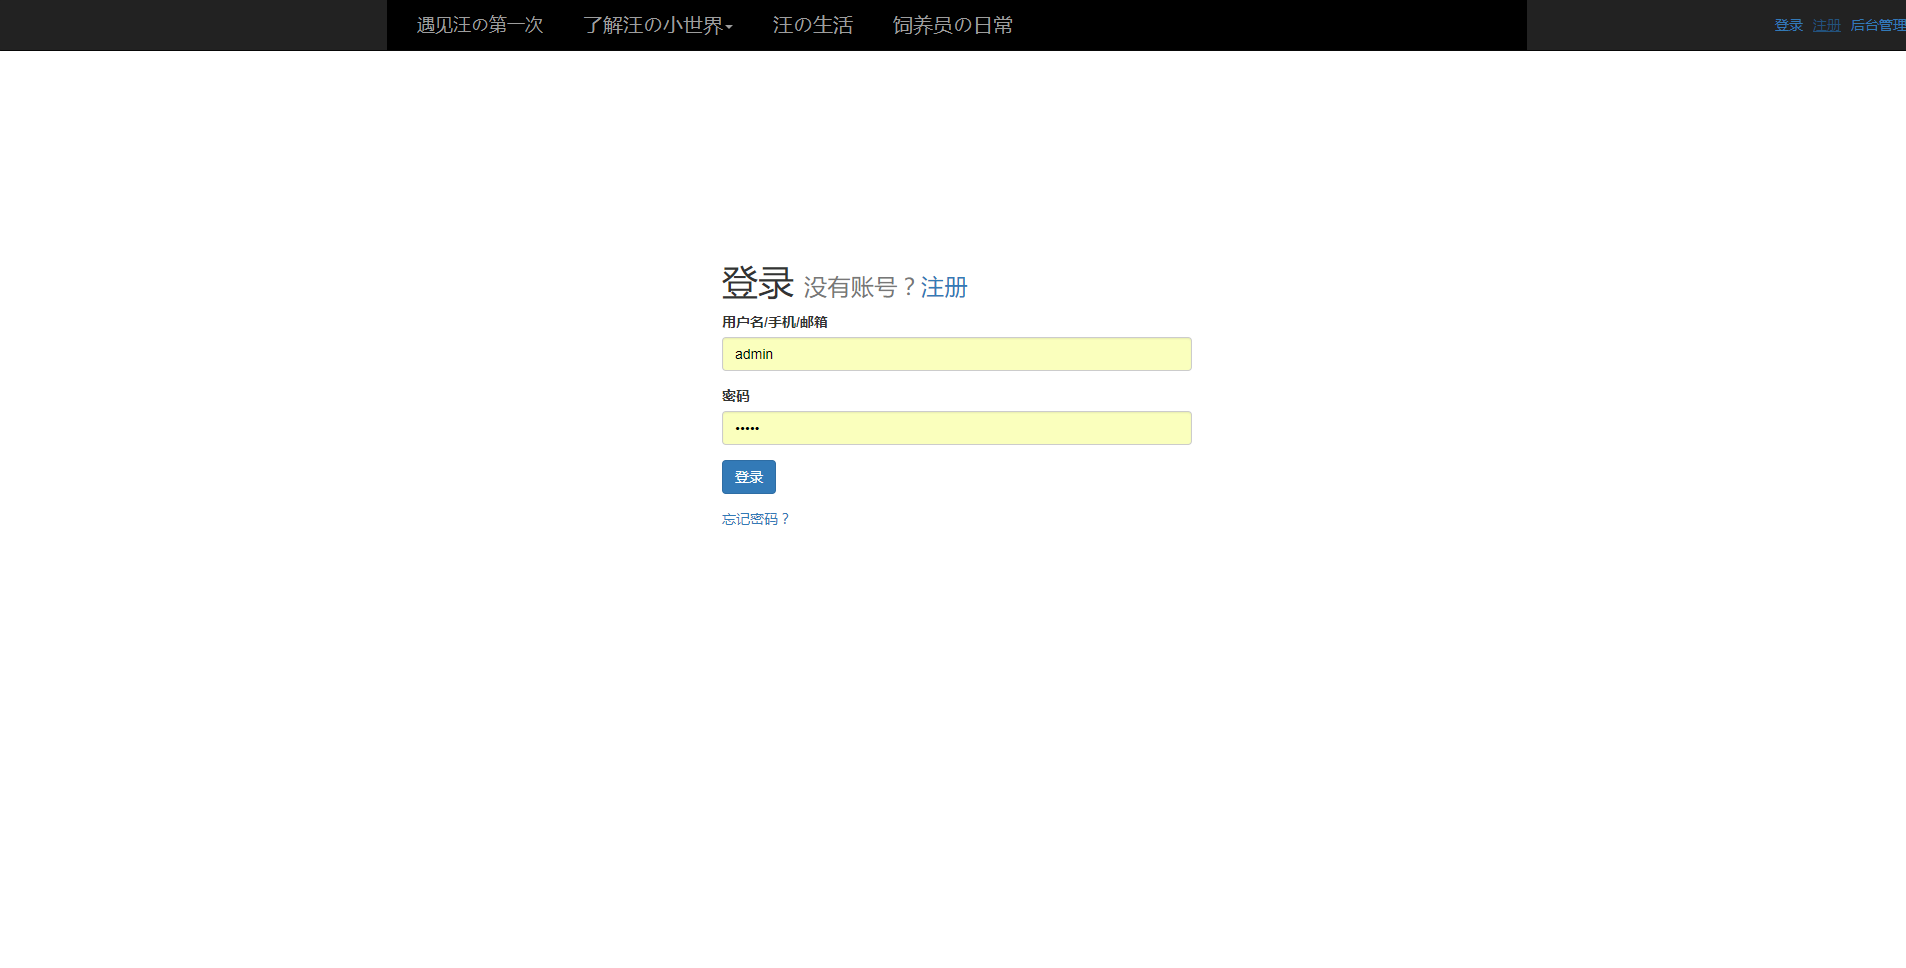 遇见汪の第一次 了解汪の小世界 汪の生活 饲养员の日常 登录 注册 后台管理
登录 没有账号？注册
用户名/手机/邮箱
admin
密码
•••••
登录
忘记密码？